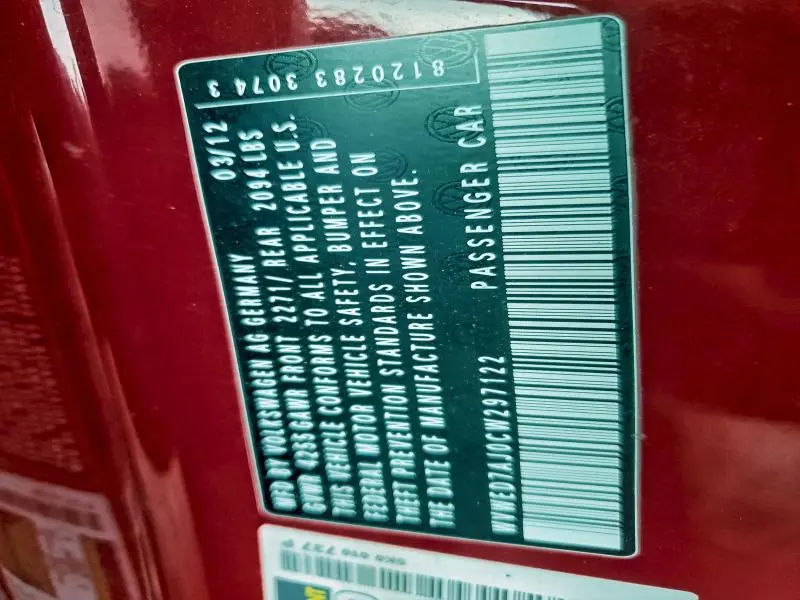 MFD BY VOLKSWAGEN AG GERMANY 03/12
GVWR 4255 GAWR FRONT 2271/ REAR 2094 LBS
THIS VEHICLE CONFORMS TO ALL APPLICABLE U.S.
FEDERAL MOTOR VEHICLE SAFETY, BUMPER AND
THEFT PREVENTION STANDARDS IN EFFECT ON
THE DATE OF MANUFACTURE SHOWN ABOVE.
PASSENGER CAR
WVWED7AJ0CW297122
8120283 3074 3
737